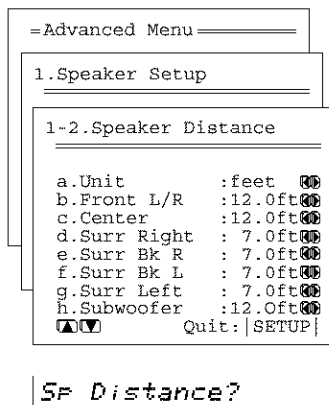 =Advanced Menu
1.Speaker Setup
1-2.Speaker Distance
a.Unit :feet
b.Front L/R :12.0ft
c.Center :12.0ft
d.Surr Right : 7.0ft
e.Surr Bk R : 7.0ft
f.Surr Bk L : 7.0ft
g.Surr Left : 7.0ft
h.Subwoofer :12.0ft
Quit:|SETUP|
Sp Distance?